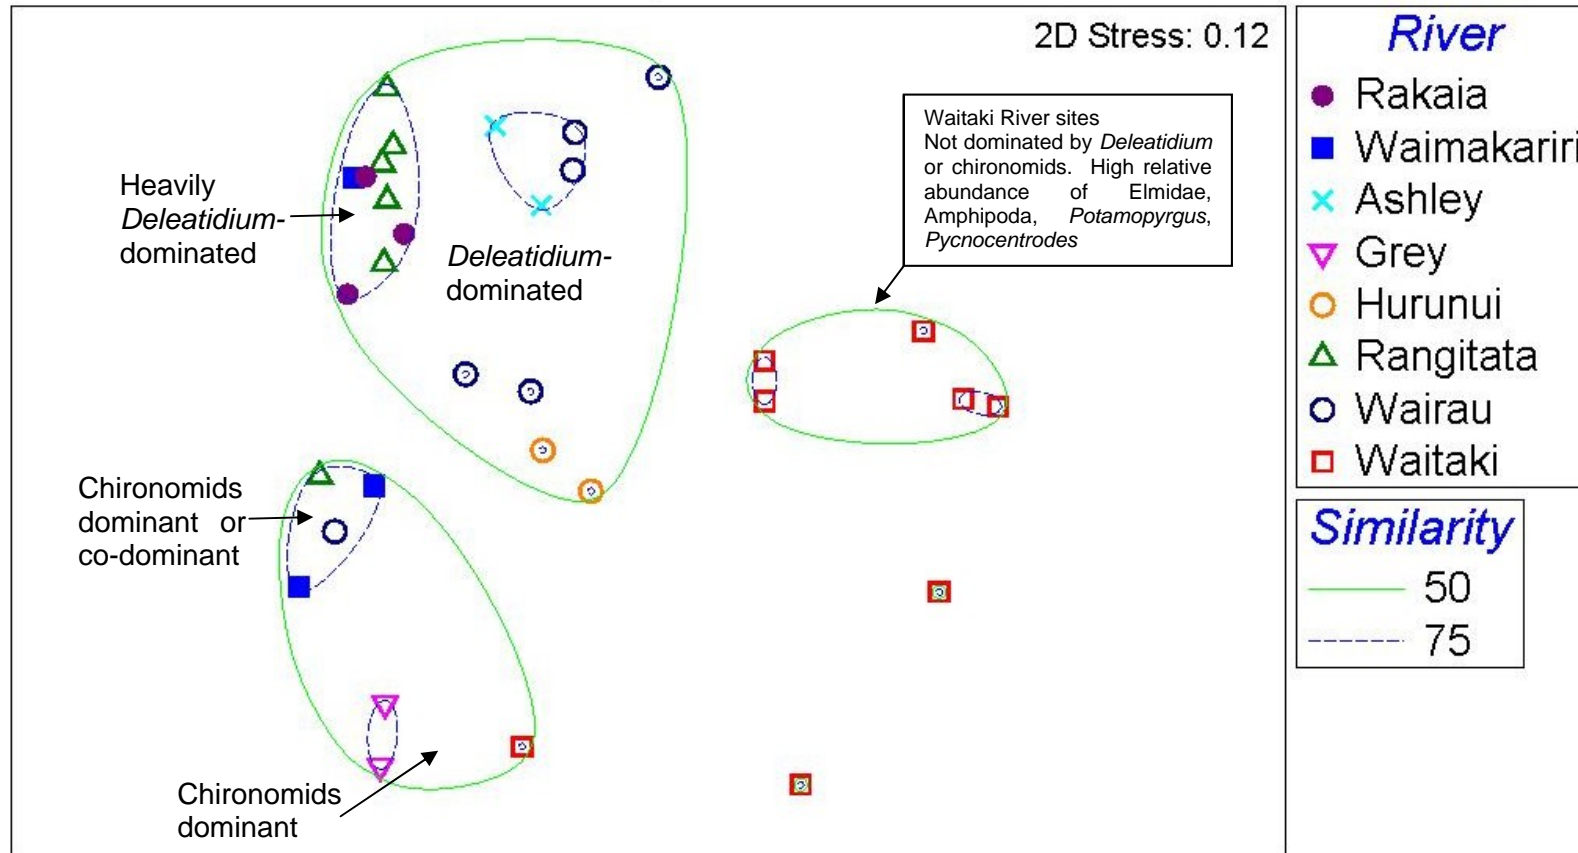 2D Stress: 0.12
Heavily
Deleatidium-
dominated
Deleatidium-
dominated
Waitaki River sites
Not dominated by Deleatidium
or chironomids. High relative
abundance of Elmidae,
Amphipoda, Potamopyrgus,
Pycnocentrodes
Chironomids
dominant or
co-dominant
Chironomids
dominant
River
Rakaia
Waimakariri
Ashley
Grey
Hurunui
Rangitata
Wairau
Waitaki
Similarity
50
75